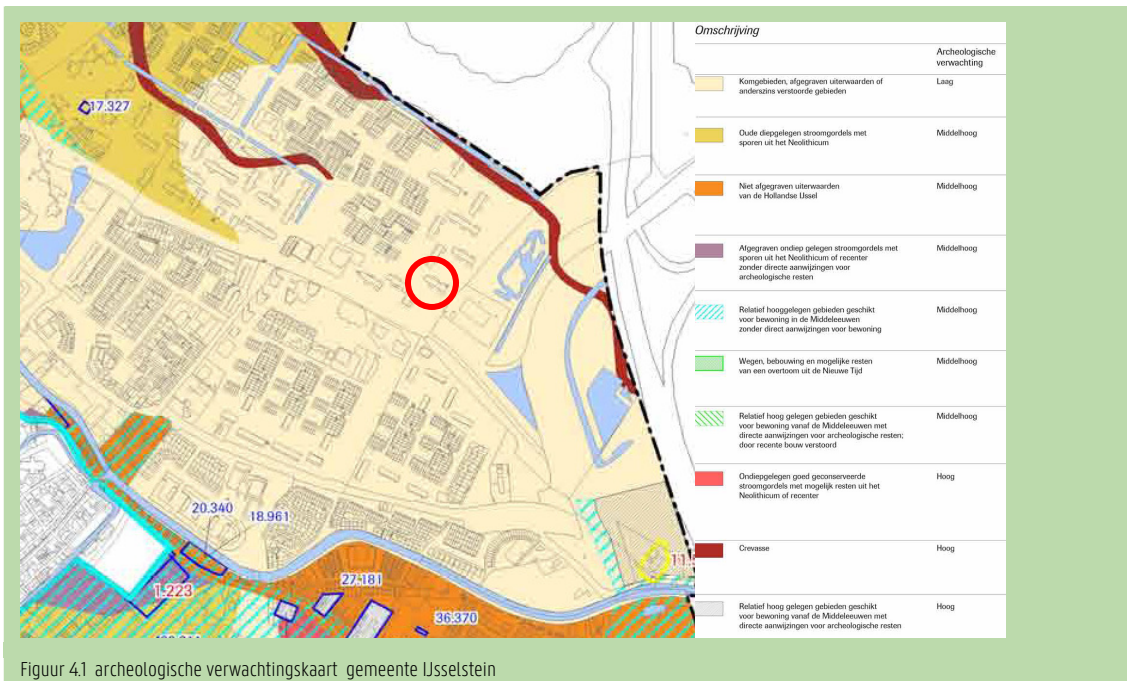 Omschrijving
Archeologische
verwachting
Komgebieden, afgegraven uiterwaarden of
anderszins verstoorde gebieden
Laag
Oude diepgelegen stroomgordels met
sporen uit het Neolithicum
Middelhoog
Niet afgegraven uiterwaarden
van de Hollandse IJssel
Middelhoog
Afgegraven ondiep gelegen stroomgordels met
sporen uit het Neolithicum of recenter
zonder directe aanwijzingen voor
archeologische resten
Middelhoog
Relatief hooggelegen gebieden geschikt
voor bewoning in de Middeleeuwen
zonder direct aanwijzingen voor bewoning
Middelhoog
Wegen, bebouwing en mogelijke resten
van een overtoom uit de Nieuwe Tijd
Middelhoog
Relatief hoog gelegen gebieden geschikt
voor bewoning vanaf de Middeleeuwen met
directe aanwijzingen voor archeologische resten;
door recente bouw verstoord
Middelhoog
Ondiepgelegen goed geconserveerde
stroomgordels met mogelijk resten uit het
Neolithicum of recenter
Hoog
Crevasse
Hoog
Relatief hoog gelegen gebieden geschikt
voor bewoning vanaf de Middeleeuwen met
directe aanwijzingen voor archeologische resten
Hoog
17.327
20.340
18.961
1.223
27.181
36.370
Figuur 4.1 archeologische verwachtingskaart gemeente IJsselstein